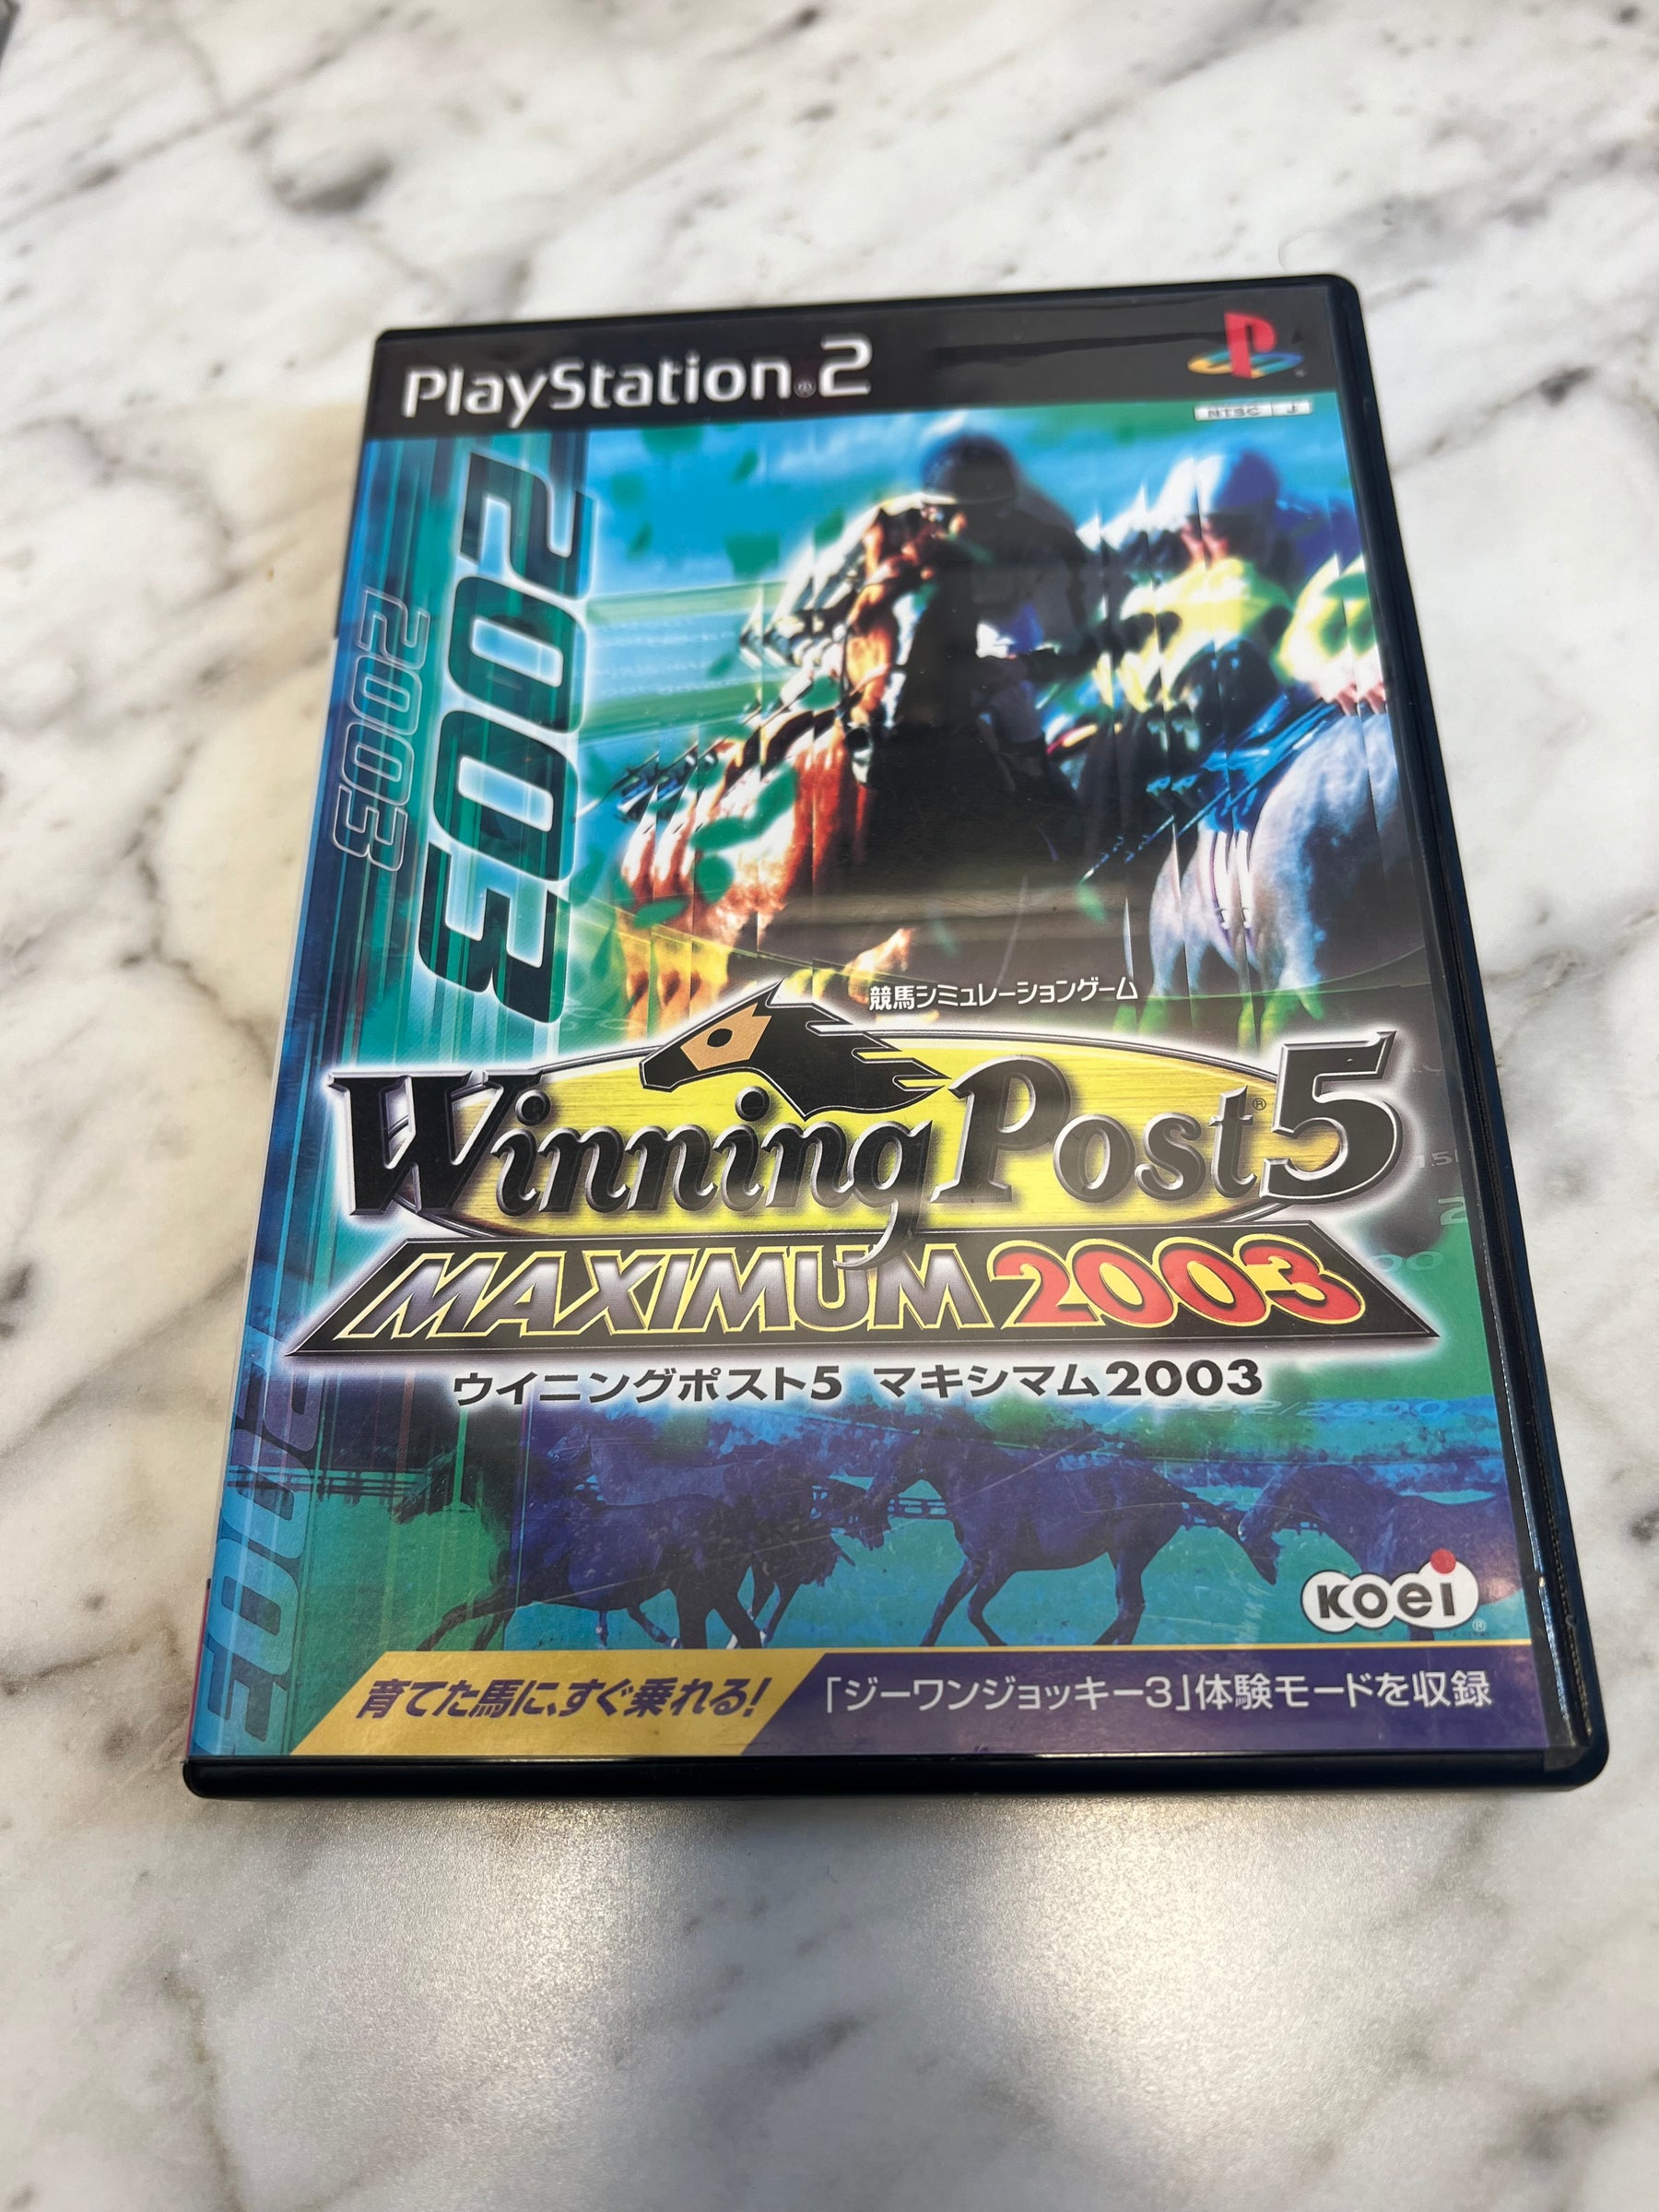 PlayStation®2
NTSC J
2003
2003
競馬シミュレーションゲーム
Winning Post®5
MAXIMUM 2003
ウイニングポスト5 マキシマム2003
2003
KOEI®
育てた馬に、すぐ乗れる!
「ジーワンジョッキー3」体験モードを収録